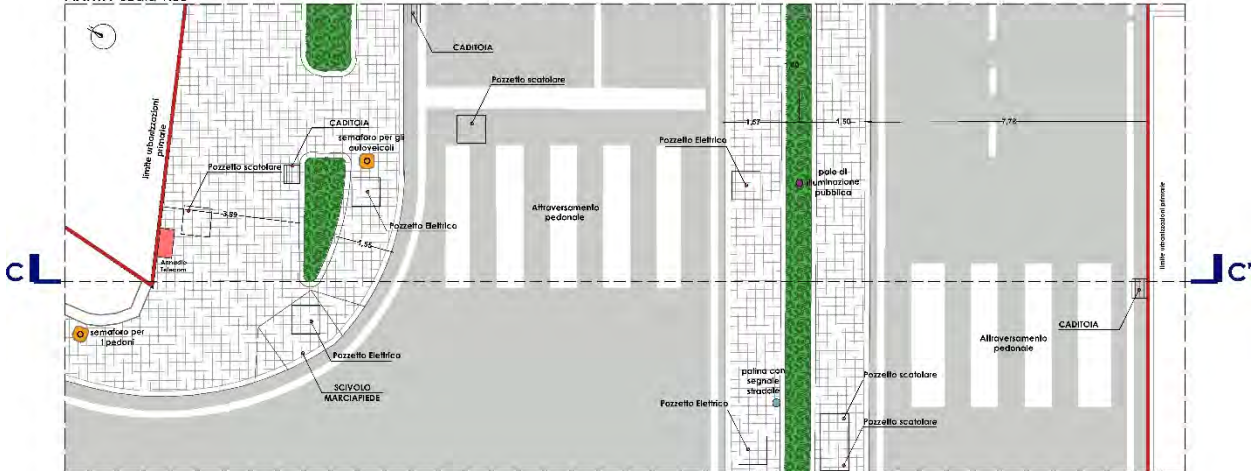 CADITOIA
Pozzetto scatolare
limite urbanizzazioni
primarie
CADITOIA
semaforo per gli
autoveicoli
Pozzetto scatolare
3,89
Armadio
Telecom
Pozzetto Elettrico
1,55
Attraversamento
pedonale
Pozzetto Elettrico
1,57
1,50
7,78
palo di
illuminazione
pubblica
limite urbanizzazioni primarie
C
C'
semaforo per
i pedoni
Pozzetto Elettrico
SCIVOLO
MARCIAPIEDE
CADITOIA
Attraversamento
pedonale
palina con
segnale
stradale
Pozzetto Elettrico
Pozzetto scatolare
Pozzetto scatolare